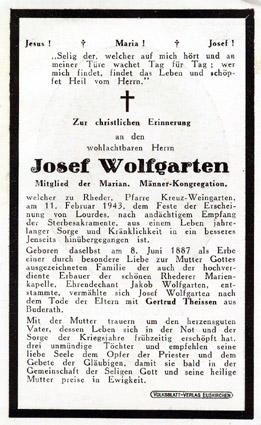 Jesus! † Maria! † Josef!
„Selig der, welcher auf mich hört und an
meiner Türe wachet Tag für Tag; wer
mich findet, findet das Leben und schöp-
fet Heil vom Herrn.“
Zur christlichen Erinnerung
an den
wohlachtbaren Herrn
Josef Wolfgarten
Mitglied der Marian. Männer-Kongregation,
welcher zu Rheder, Pfarre Kreuz-Weingarten,
am 11. Februar 1943, dem Feste der Erschei-
nung von Lourdes, nach andächtigem Empfang
der Sterbesakramente, aus einem Leben jahre-
langer Sorge und Kränklichkeit in ein besseres
Jenseits hinübergegangen ist.
Geboren daselbst am 8. Juni 1887 als Erbe
einer durch besondere Liebe zur Mutter Gottes
ausgezeichneten Familie der auch der hochver-
diente Erbauer der schönen Rhederer Marien-
kapelle, Ehrendechant Jakob Wolfgarten, ent-
stammte, vermählte sich Josef Wolfgarten nach
dem Tode der Eltern mit Gertrud Theissen aus
Buderath.
Mit der Mutter trauern um den herzensguten
Vater, dessen Leben sich in der Not und der
Sorge der Kriegsjahre frühzeitig erschöpft hat,
drei unmündige Töchter und empfehlen seine
liebe Seele dem Opfer der Priester und dem
Gebete der Gläubigen, damit sie bald in der
Gemeinschaft der Seligen Gott und seine heilige
Mutter preise in Ewigkeit.
VOLKSBLATT-VERLAG EUSKIRCHEN